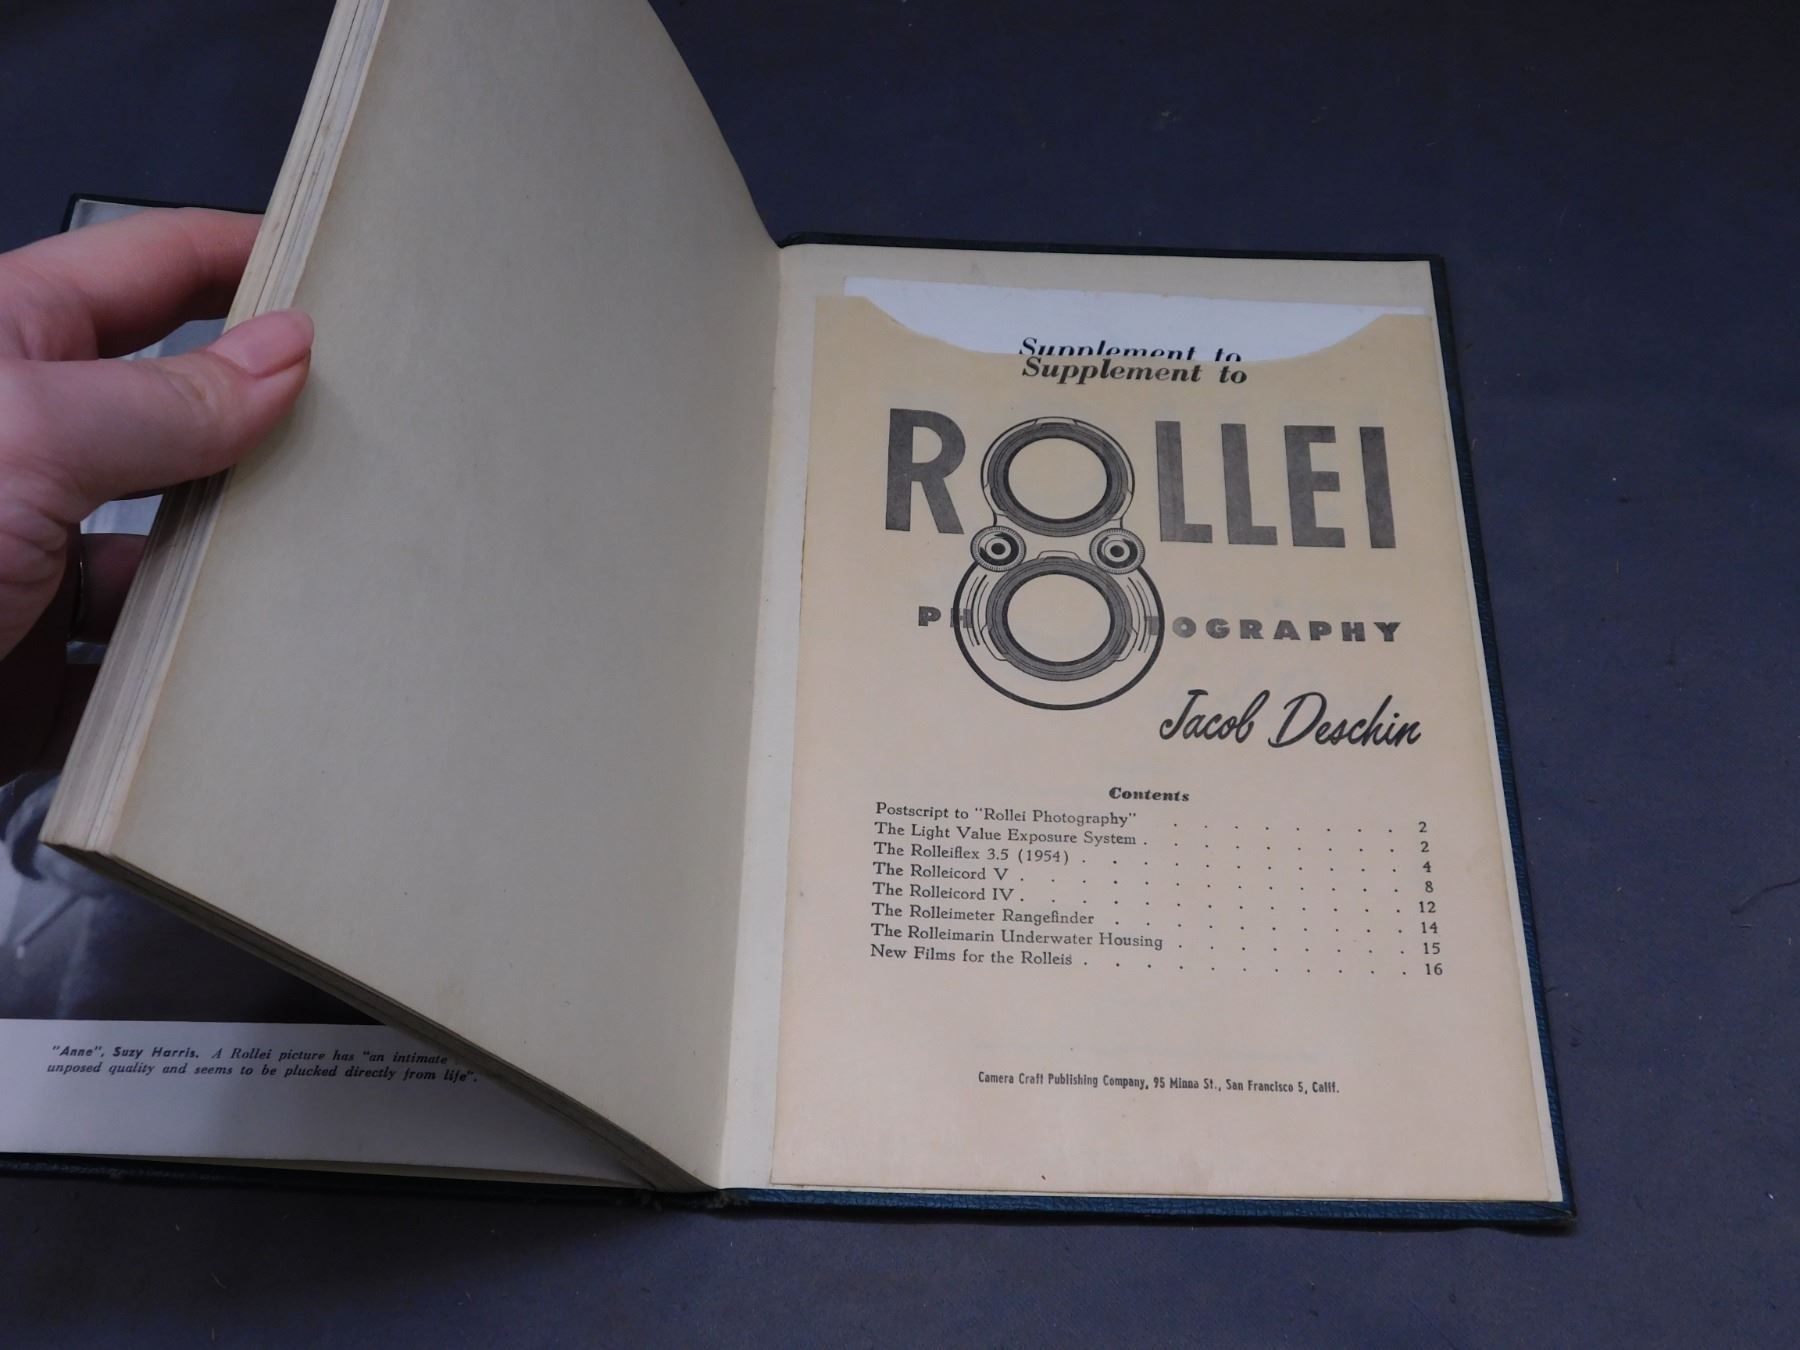 Supplement to
Supplement to
ROLLEI
PHOTOGRAPHY
Jacob Deschin
Contents
Postscript to "Rollei Photography" . . . . . . . . 2
The Light Value Exposure System . . . . . . . . . 2
The Rolleiflex 3.5 (1954) . . . . . . . . . . . 4
The Rolleicord V . . . . . . . . . . . . . 8
The Rolleicord IV . . . . . . . . . . . . . 12
The Rolleimeter Rangefinder . . . . . . . . . . 14
The Rolleimarin Underwater Housing . . . . . . . . 15
New Films for the Rolleis . . . . . . . . . . . 16
Camera Craft Publishing Company, 95 Minna St., San Francisco 5, Calif.
"Anne", Suzy Harris. A Rollei picture has "an intimate
unposed quality and seems to be plucked directly from life".